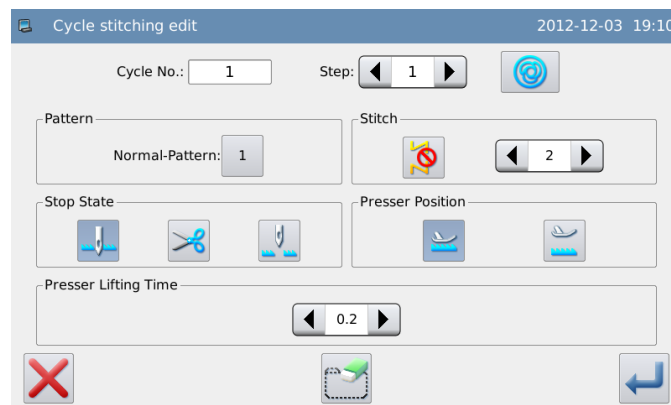 Cycle stitching edit 2012-12-03 19:10
Cycle No.: 1 Step: 1
Pattern Stitch
Normal-Pattern: 1 2
Stop State Presser Position
Presser Lifting Time
0.2